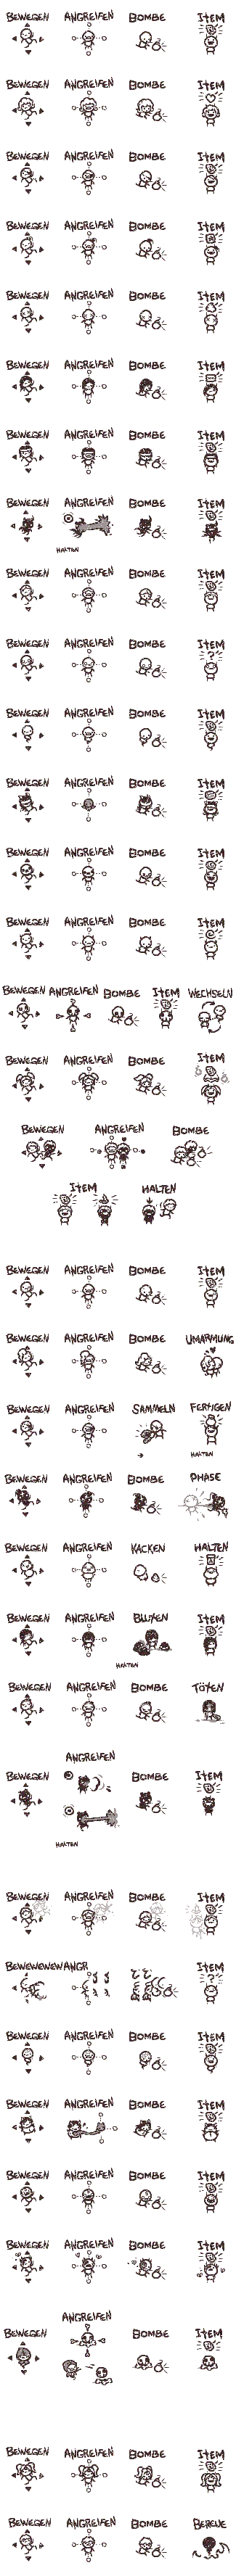 BEWEGEN ANGREIFEN BOMBE ITEM
BEWEGEN ANGREIFEN BOMBE ITEM
BEWEGEN ANGREIFEN BOMBE ITEM
BEWEGEN ANGREIFEN BOMBE ITEM
BEWEGEN ANGREIFEN BOMBE ITEM
BEWEGEN ANGREIFEN BOMBE ITEM
BEWEGEN ANGREIFEN BOMBE ITEM
BEWEGEN ANGREIFEN BOMBE ITEM
HALTEN
BEWEGEN ANGREIFEN BOMBE ITEM
BEWEGEN ANGREIFEN BOMBE ITEM
?
BEWEGEN ANGREIFEN BOMBE ITEM
BEWEGEN ANGREIFEN BOMBE ITEM
BEWEGEN ANGREIFEN BOMBE ITEM
BEWEGEN ANGREIFEN BOMBE ITEM
BEWEGEN ANGREIFEN BOMBE ITEM WECHSELN
BEWEGEN ANGREIFEN BOMBE ITEM
BEWEGEN ANGREIFEN BOMBE
ITEM HALTEN
BEWEGEN ANGREIFEN BOMBE ITEM
BEWEGEN ANGREIFEN BOMBE UMARMUNG
BEWEGEN ANGREIFEN SAMMELN FERTIGEN
HALTEN
BEWEGEN ANGREIFEN BOMBE PHASE
BEWEGEN ANGREIFEN KACKEN HALTEN
BEWEGEN ANGREIFEN BLUTEN ITEM
HALTEN
BEWEGEN ANGREIFEN BOMBE TÖTEN
ANGREIFEN
BEWEGEN BOMBE ITEM
HALTEN
BEWEGEN ANGREIFEN BOMBE ITEM
BEWEWEWEWANGR ITEM
?
BEWEGEN ANGREIFEN BOMBE ITEM
BEWEGEN ANGREIFEN BOMBE ITEM
BEWEGEN ANGREIFEN BOMBE ITEM
BEWEGEN ANGREIFEN BOMBE ITEM
ANGREIFEN
BEWEGEN BOMBE ITEM
BEWEGEN ANGREIFEN BOMBE ITEM
BEWEGEN ANGREIFEN BOMBE